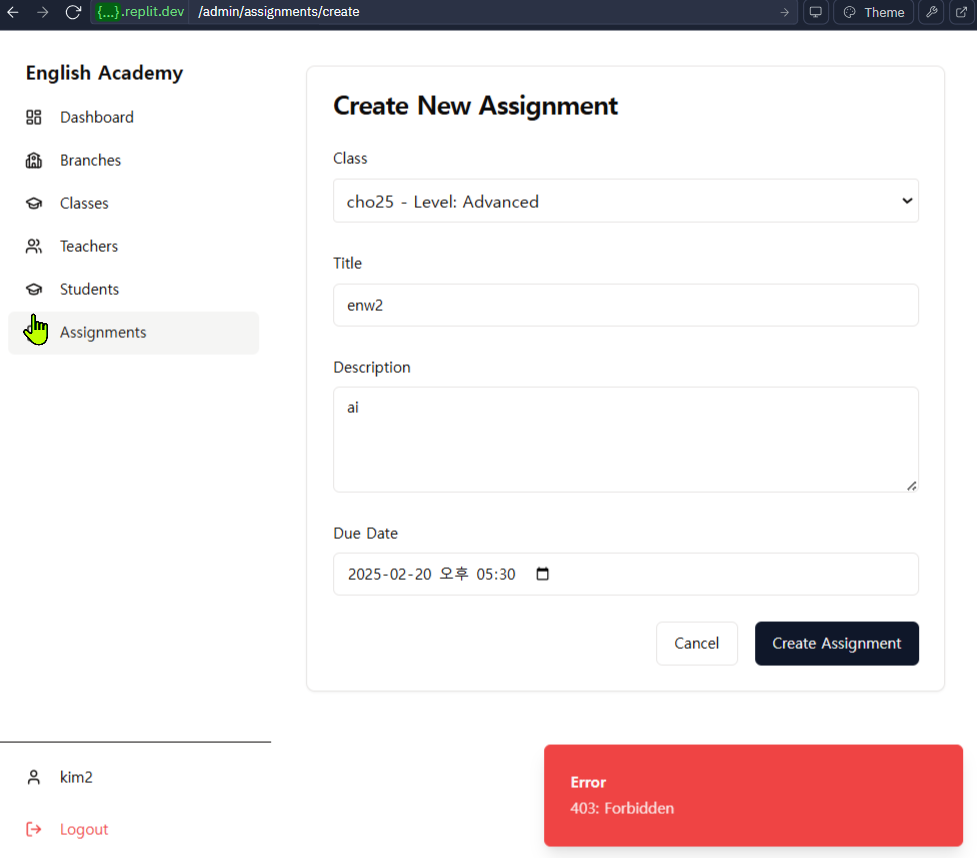 {...}.replit.dev /admin/assignments/create
Theme
English Academy
Dashboard
Branches
Classes
Teachers
Students
Assignments
kim2
Logout
Create New Assignment
Class
cho25 - Level: Advanced
Title
enw2
Description
ai
Due Date
2025-02-20 오후 05:30
Cancel
Create Assignment
Error
403: Forbidden